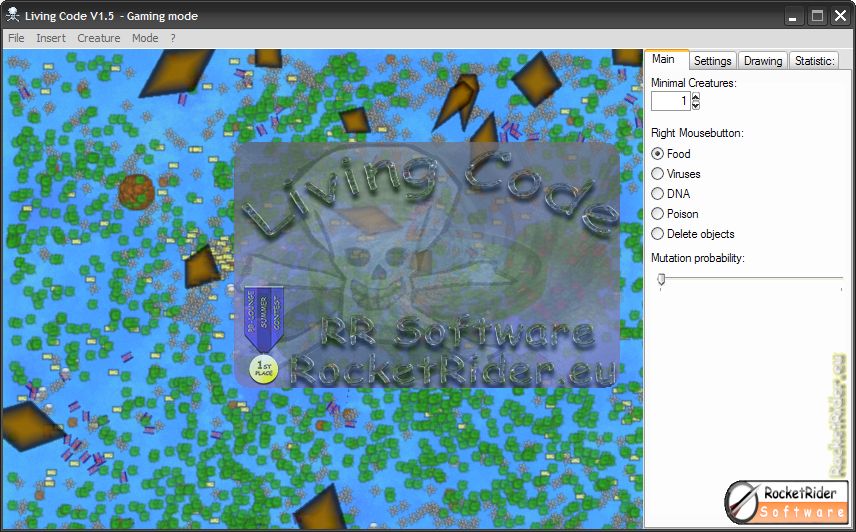 Living Code V1.5 - Gaming mode
File Insert Creature Mode ?
Main Settings Drawing Statistic:
Minimal Creatures:
1
Right Mousebutton:
Food
Viruses
DNA
Poison
Delete objects
Mutation probability:
Living Code
PB-LOUNGE
SUMMER
CONTEST
1ST
PLACE
RR Software
RocketRider.eu
RocketRider.eu
RocketRider
Software